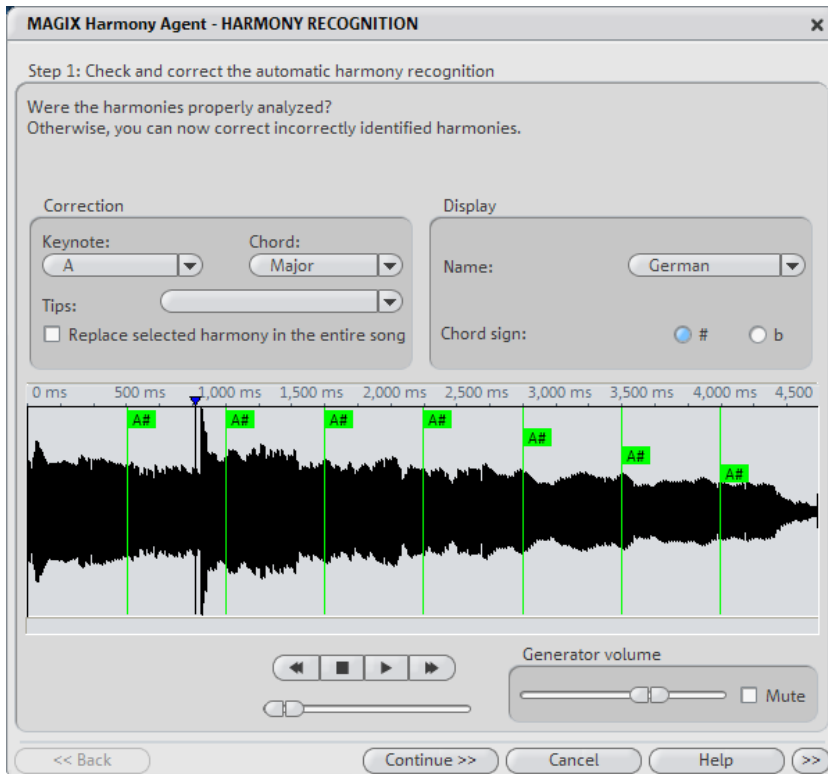 MAGIX Harmony Agent - HARMONY RECOGNITION
Step 1: Check and correct the automatic harmony recognition
Were the harmonies properly analyzed?
Otherwise, you can now correct incorrectly identified harmonies.
Correction
Keynote: Chord:
A Major
Tips:
Replace selected harmony in the entire song
Display
Name: German
Chord sign: # b
0 ms 500 ms 1,000 ms 1,500 ms 2,000 ms 2,500 ms 3,000 ms 3,500 ms 4,000 ms 4,500
A# A# A# A# A# A# A#
Generator volume
Mute
<< Back Continue >> Cancel Help >>